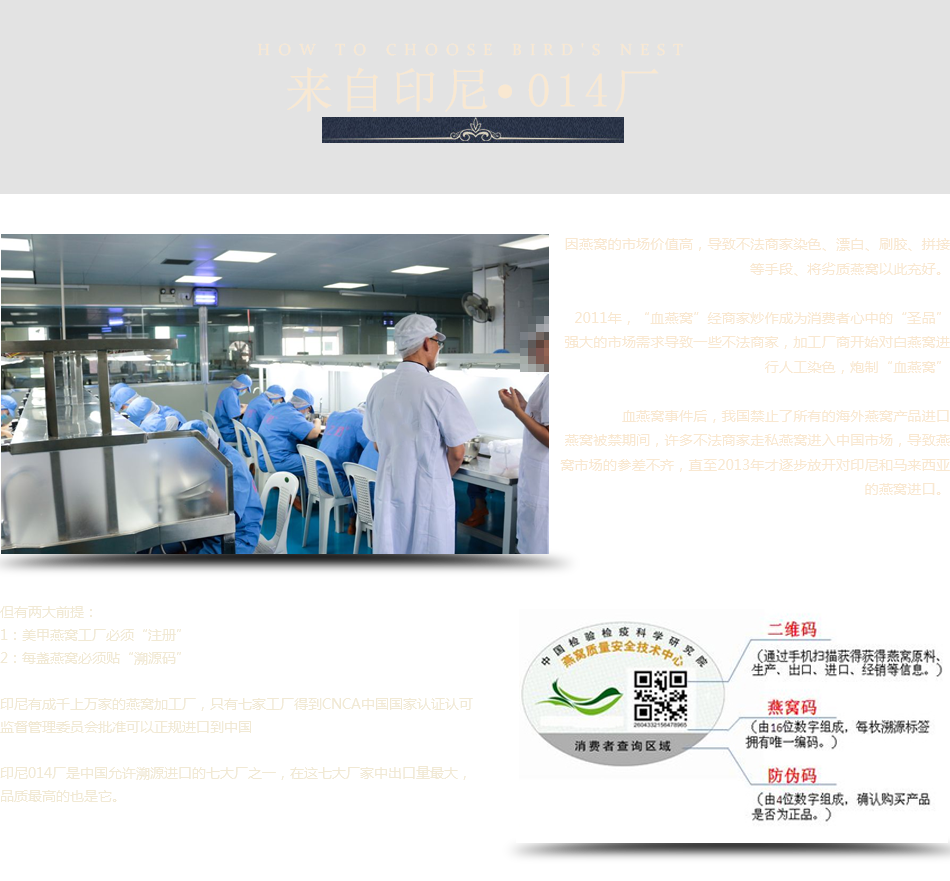 HOW TO CHOOSE BIRD'S NEST
来自印尼•014厂
因燕窝的市场价值高，导致不法商家染色、漂白、刷胶、拼接
等手段、将劣质燕窝以此充好。
2011年，“血燕窝”经商家炒作成为消费者心中的“圣品”
强大的市场需求导致一些不法商家，加工厂商开始对白燕窝进
行人工染色，炮制“血燕窝”
血燕窝事件后，我国禁止了所有的海外燕窝产品进口
燕窝被禁期间，许多不法商家走私燕窝进入中国市场，导致燕
窝市场的参差不齐，直至2013年才逐步放开对印尼和马来西亚
的燕窝进口。
但有两大前提：
1：美甲燕窝工厂必须“注册”
2：每盏燕窝必须贴“溯源码”
印尼有成千上万家的燕窝加工厂，只有七家工厂得到CNCA中国国家认证认可
监督管理委员会批准可以正规进口到中国
印尼014厂是中国允许溯源进口的七大厂之一，在这七大厂家中出口量最大，
品质最高的也是它。
中国检验检疫科学研究院
燕窝质量安全技术中心
2604332156478965
消费者查询区域
二维码
（通过手机扫描获得获得燕窝原料、
生产、出口、进口、经销等信息。）
燕窝码
（由16位数字组成，每枚溯源标签
拥有唯一编码。）
防伪码
（由4位数字组成，确认购买产品
是否为正品。）